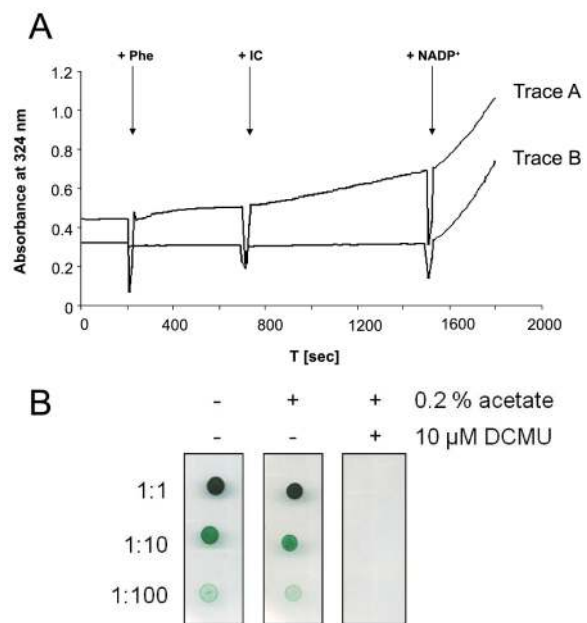 A
+ Phe + IC + NADP⁺
1.2
1.0
0.8
0.6
0.4
0.2
0
Absorbance at 324 nm
Trace A
Trace B
0 400 800 1200 1600 2000
T [sec]
B
- + + 0.2 % acetate
- - + 10 µM DCMU
1:1
1:10
1:100